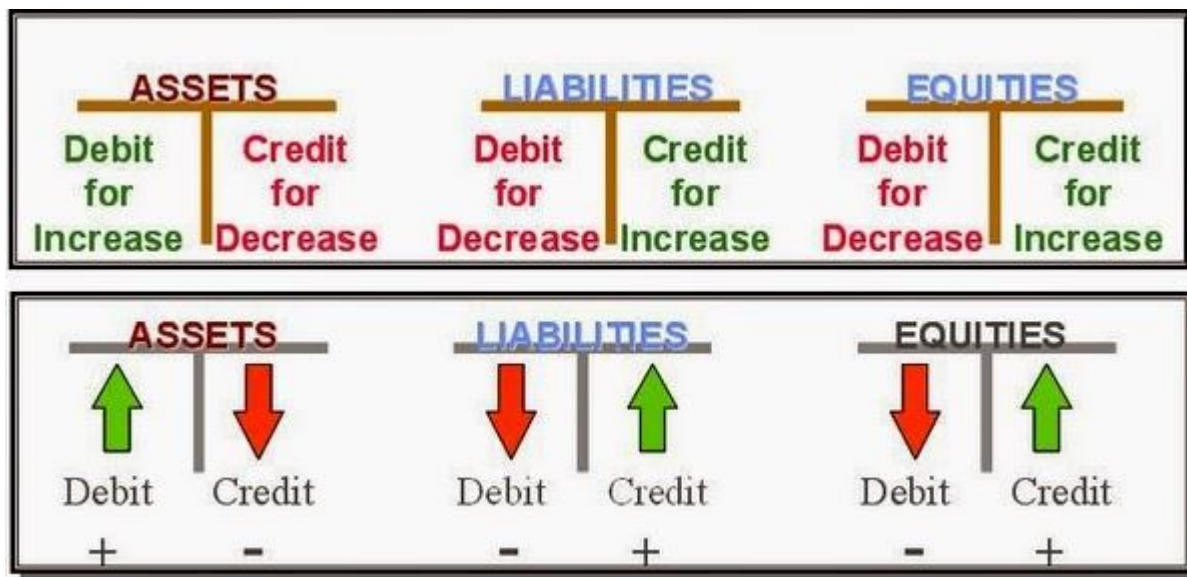 ASSETS LIABILITIES EQUITIES
Debit Credit Debit Credit Debit Credit
for for for for for for
Increase Decrease Decrease Increase Decrease Increase
ASSETS LIABILITIES EQUITIES
Debit Credit Debit Credit Debit Credit
+ - - + - +